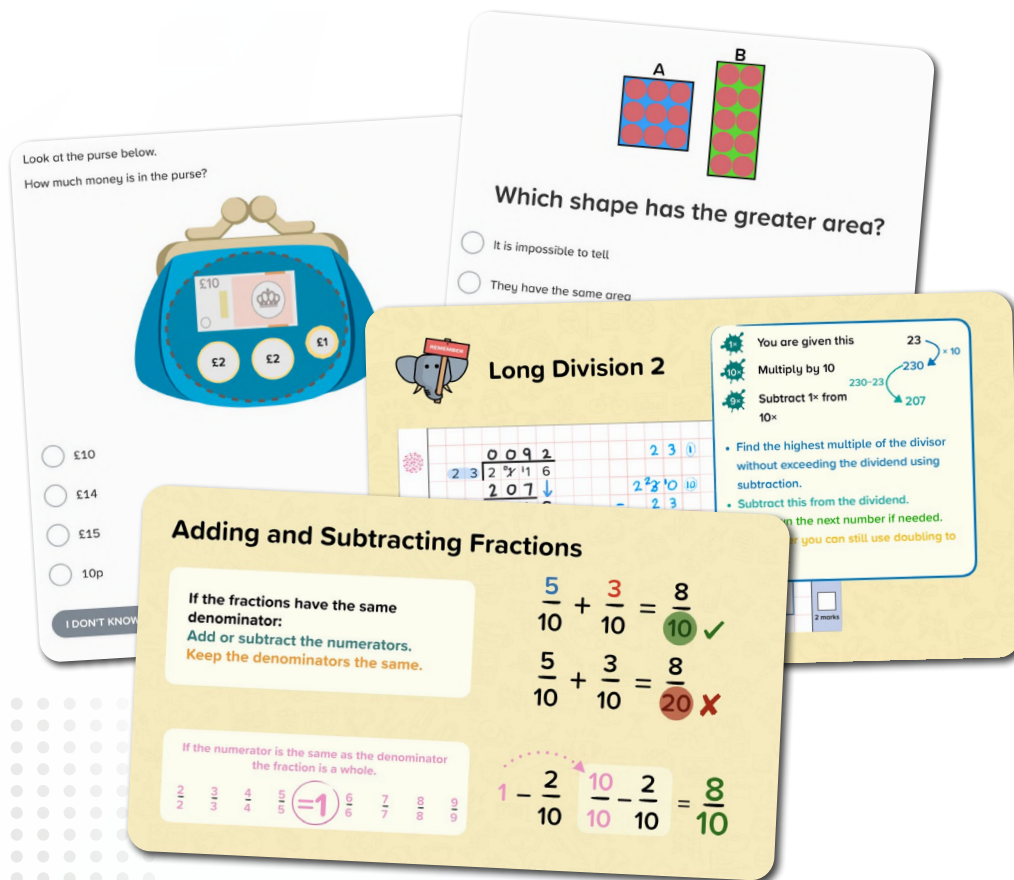 A
B
Which shape has the greater area?
It is impossible to tell
They have the same area
Look at the purse below.
How much money is in the purse?
£10
£2
£2
£1
£10
£14
£15
10p
I DON'T KNOW
REMEMBER
Long Division 2
0 0 9 2
2 3 2 1 6
2 0 7
2 3 1
10
2 3
1×
You are given this
23
× 10
10×
Multiply by 10
230
230-23
9×
Subtract 1× from
10×
207
• Find the highest multiple of the divisor
without exceeding the dividend using
subtraction.
• Subtract this from the dividend.
the next number if needed.
you can still use doubling to
2 marks
Adding and Subtracting Fractions
If the fractions have the same
denominator:
Add or subtract the numerators.
Keep the denominators the same.
5/10 + 3/10 = 8/10 ✓
5/10 + 3/10 = 8/20 ✗
If the numerator is the same as the denominator
the fraction is a whole.
2/2 3/3 4/4 5/5 =1 6/6 7/7 8/8 9/9
1 − 2/10 10/10 − 2/10 = 8/10